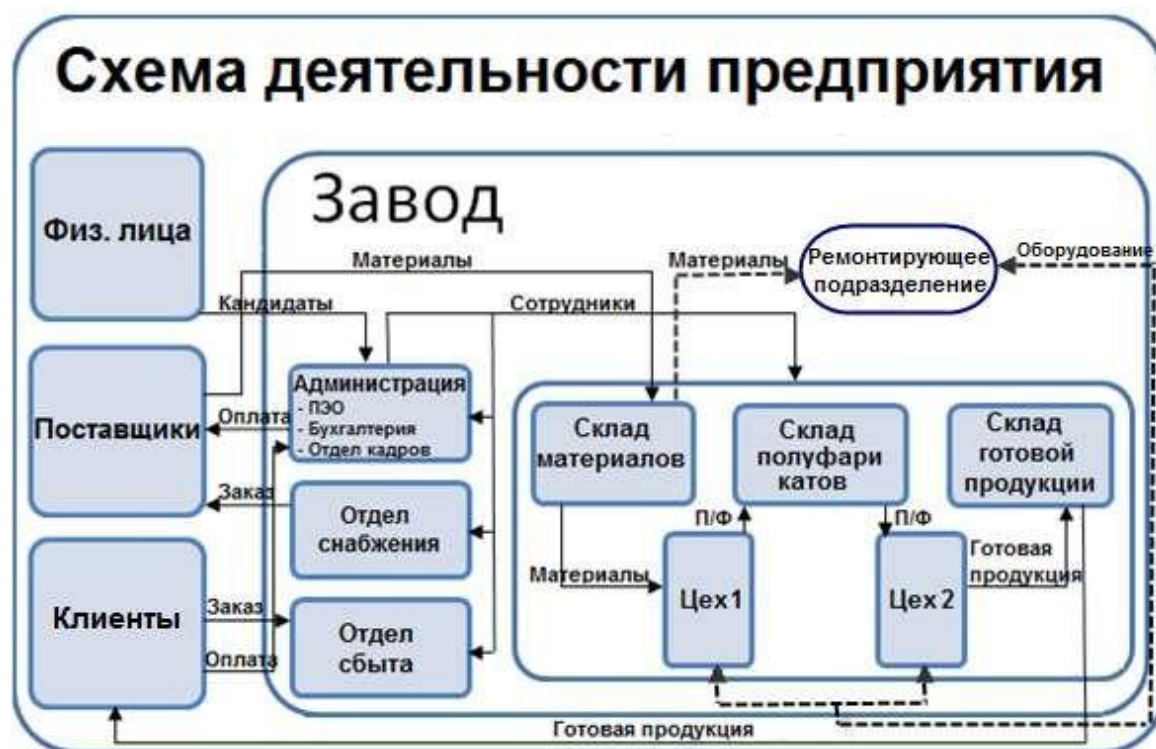 Схема деятельности предприятия
Завод
Физ. лица
Поставщики
Клиенты
Материалы
Кандидаты
Сотрудники
Материалы
Ремонтирующее
подразделение
Оборудование
Администрация
- ПЭО
- Бухгалтерия
- Отдел кадров
Оплата
Заказ
Отдел
снабжения
Заказ
Оплата
Отдел
сбыта
Склад
материалов
Склад
полуфари
катов
Склад
готовой
продукции
П/Ф
П/Ф
Материалы
Цех1
Цех2
Готовая
продукция
Готовая продукция